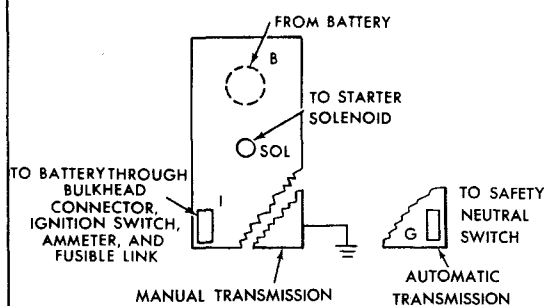 FROM BATTERY
B
TO STARTER
SOLENOID
SOL
TO BATTERY THROUGH
BULKHEAD
CONNECTOR,
IGNITION SWITCH,
AMMETER, AND
FUSIBLE LINK
I
TO SAFETY
NEUTRAL
SWITCH
G
MANUAL TRANSMISSION
AUTOMATIC
TRANSMISSION